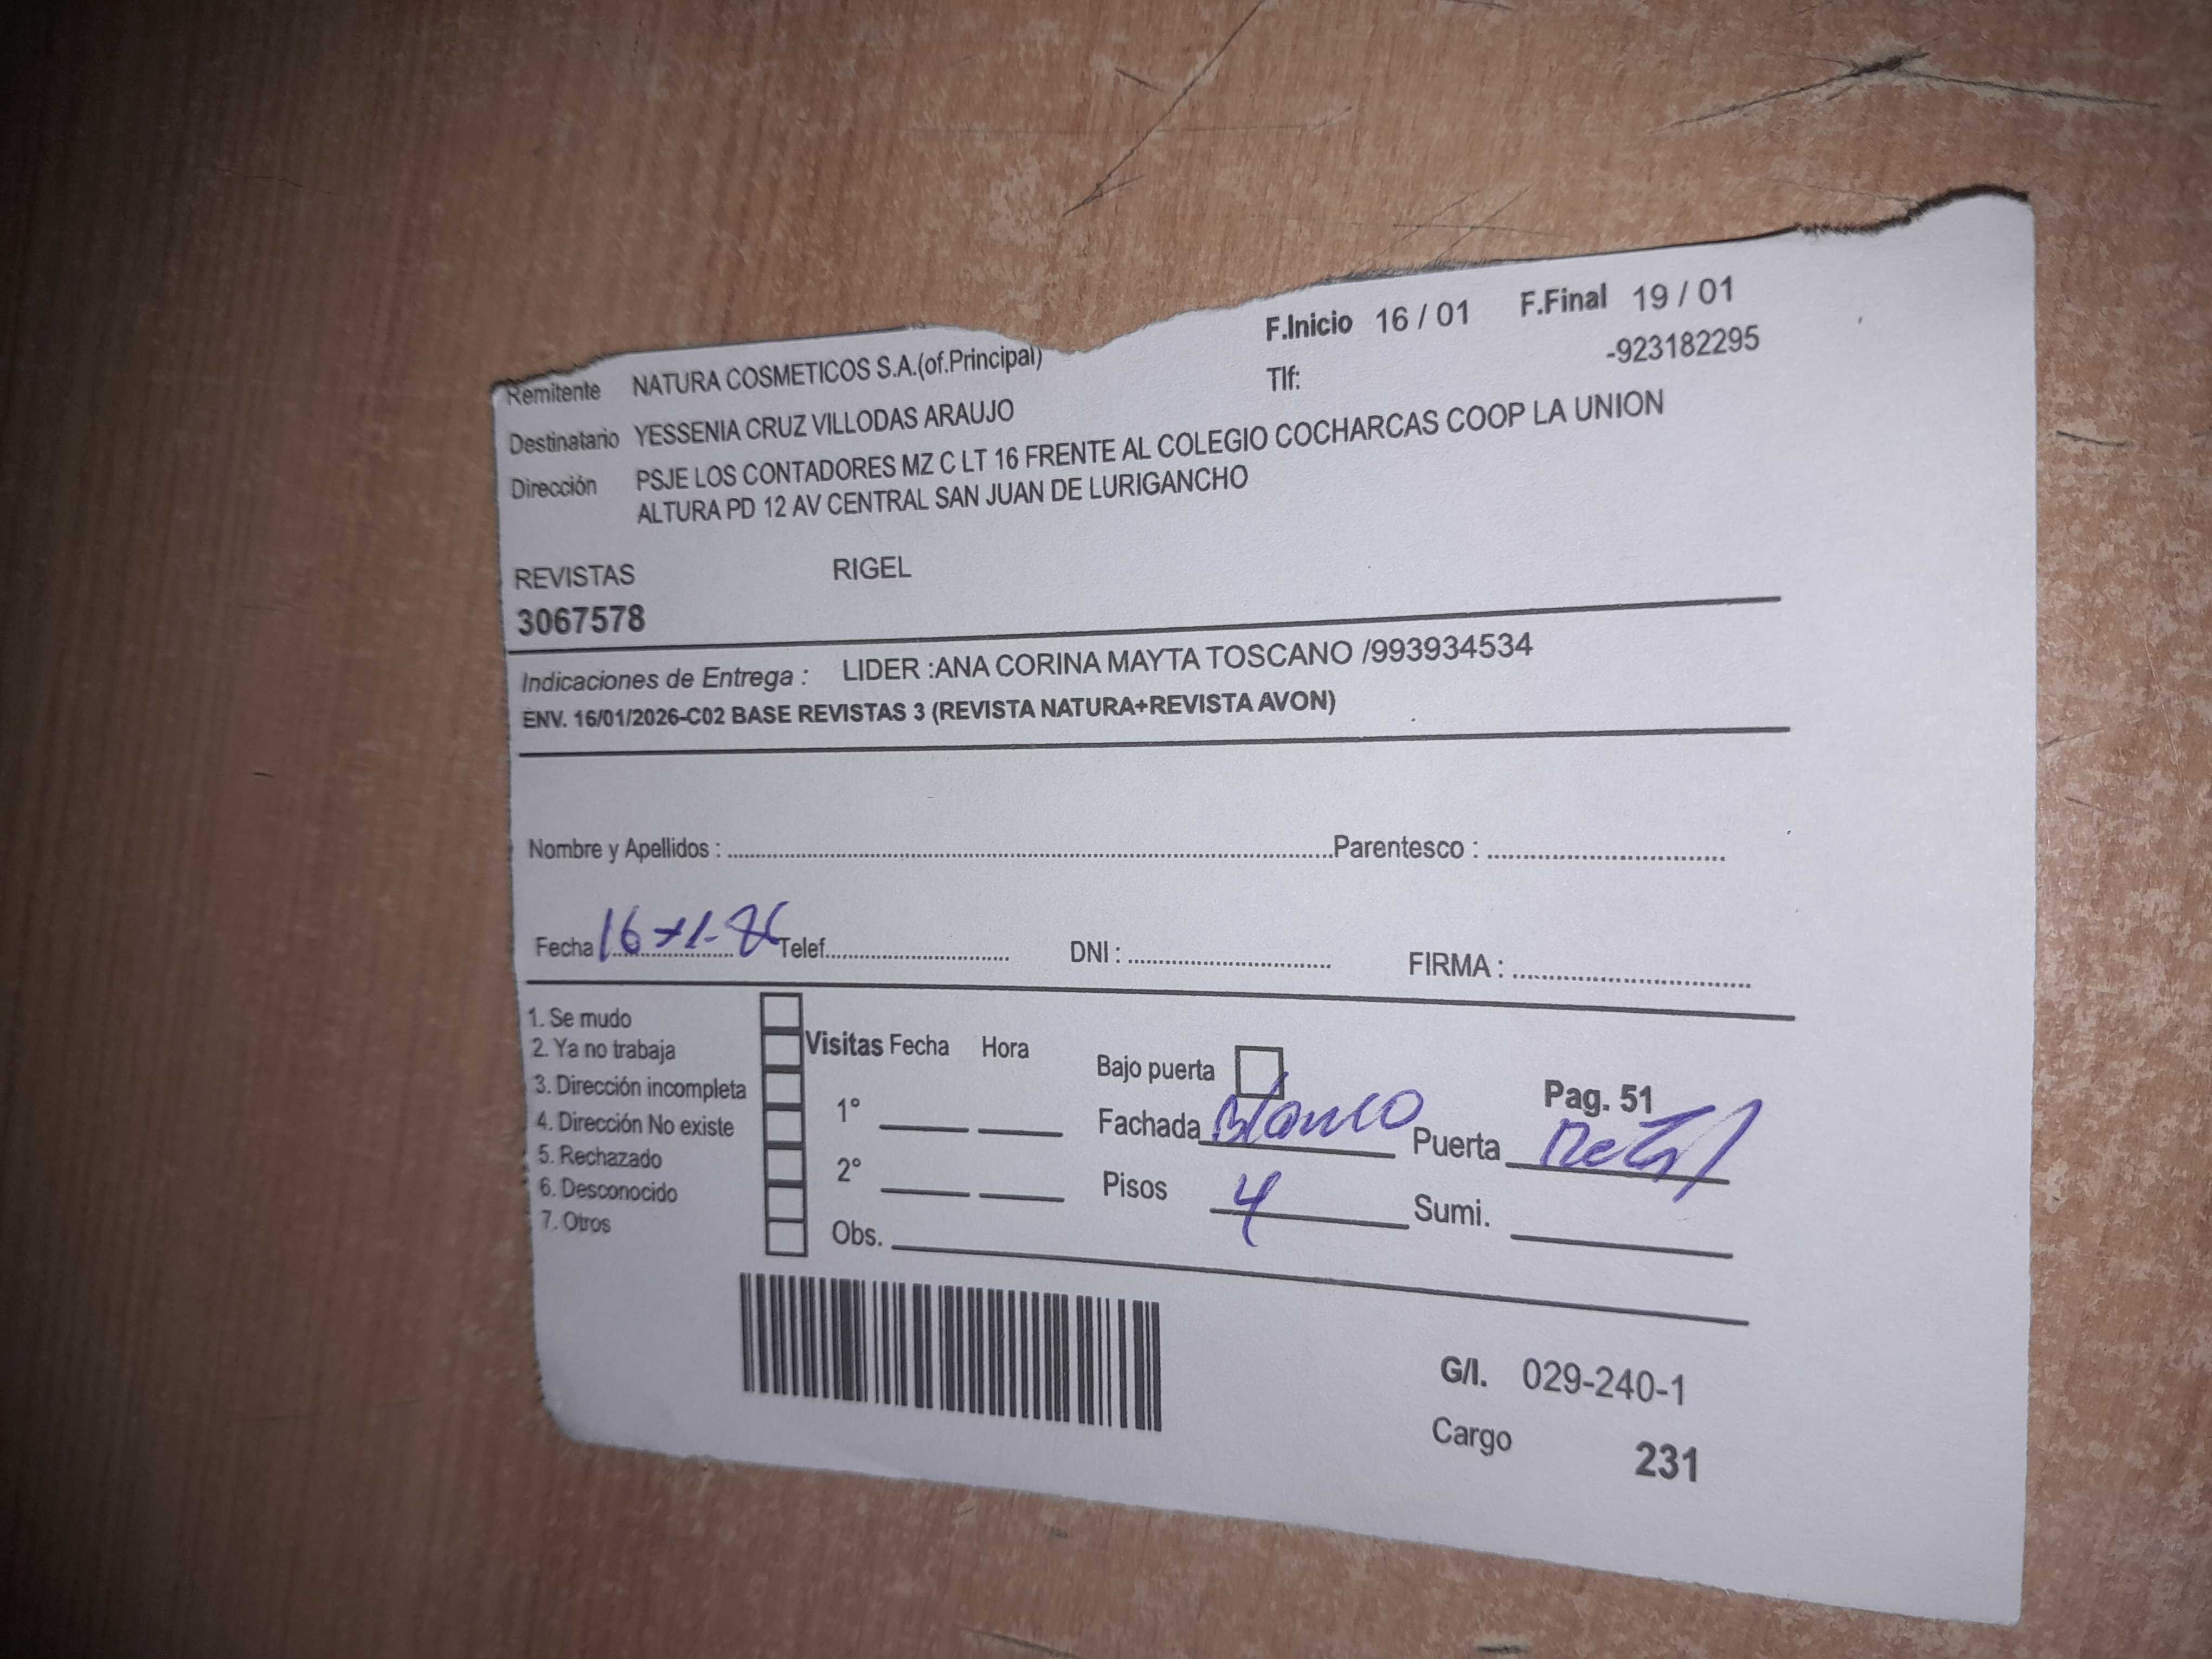 F.Inicio 16 / 01 F.Final 19 / 01
Remitente NATURA COSMETICOS S.A.(of.Principal) Tlf: -923182295
Destinatario YESSENIA CRUZ VILLODAS ARAUJO
Dirección PSJE LOS CONTADORES MZ C LT 16 FRENTE AL COLEGIO COCHARCAS COOP LA UNION
ALTURA PD 12 AV CENTRAL SAN JUAN DE LURIGANCHO
REVISTAS RIGEL
3067578
Indicaciones de Entrega : LIDER :ANA CORINA MAYTA TOSCANO /993934534
ENV. 16/01/2026-C02 BASE REVISTAS 3 (REVISTA NATURA+REVISTA AVON)
Nombre y Apellidos : Parentesco :
Fecha 16 Telef. DNI : FIRMA :
1. Se mudo
2. Ya no trabaja
3. Dirección incompleta
4. Dirección No existe
5. Rechazado
6. Desconocido
7. Otros
Visitas Fecha Hora
1°
2°
Obs.
Bajo puerta Pag. 51
Fachada Blanco Puerta Metal
Pisos 4 Sumi.
G/I. 029-240-1
Cargo 231